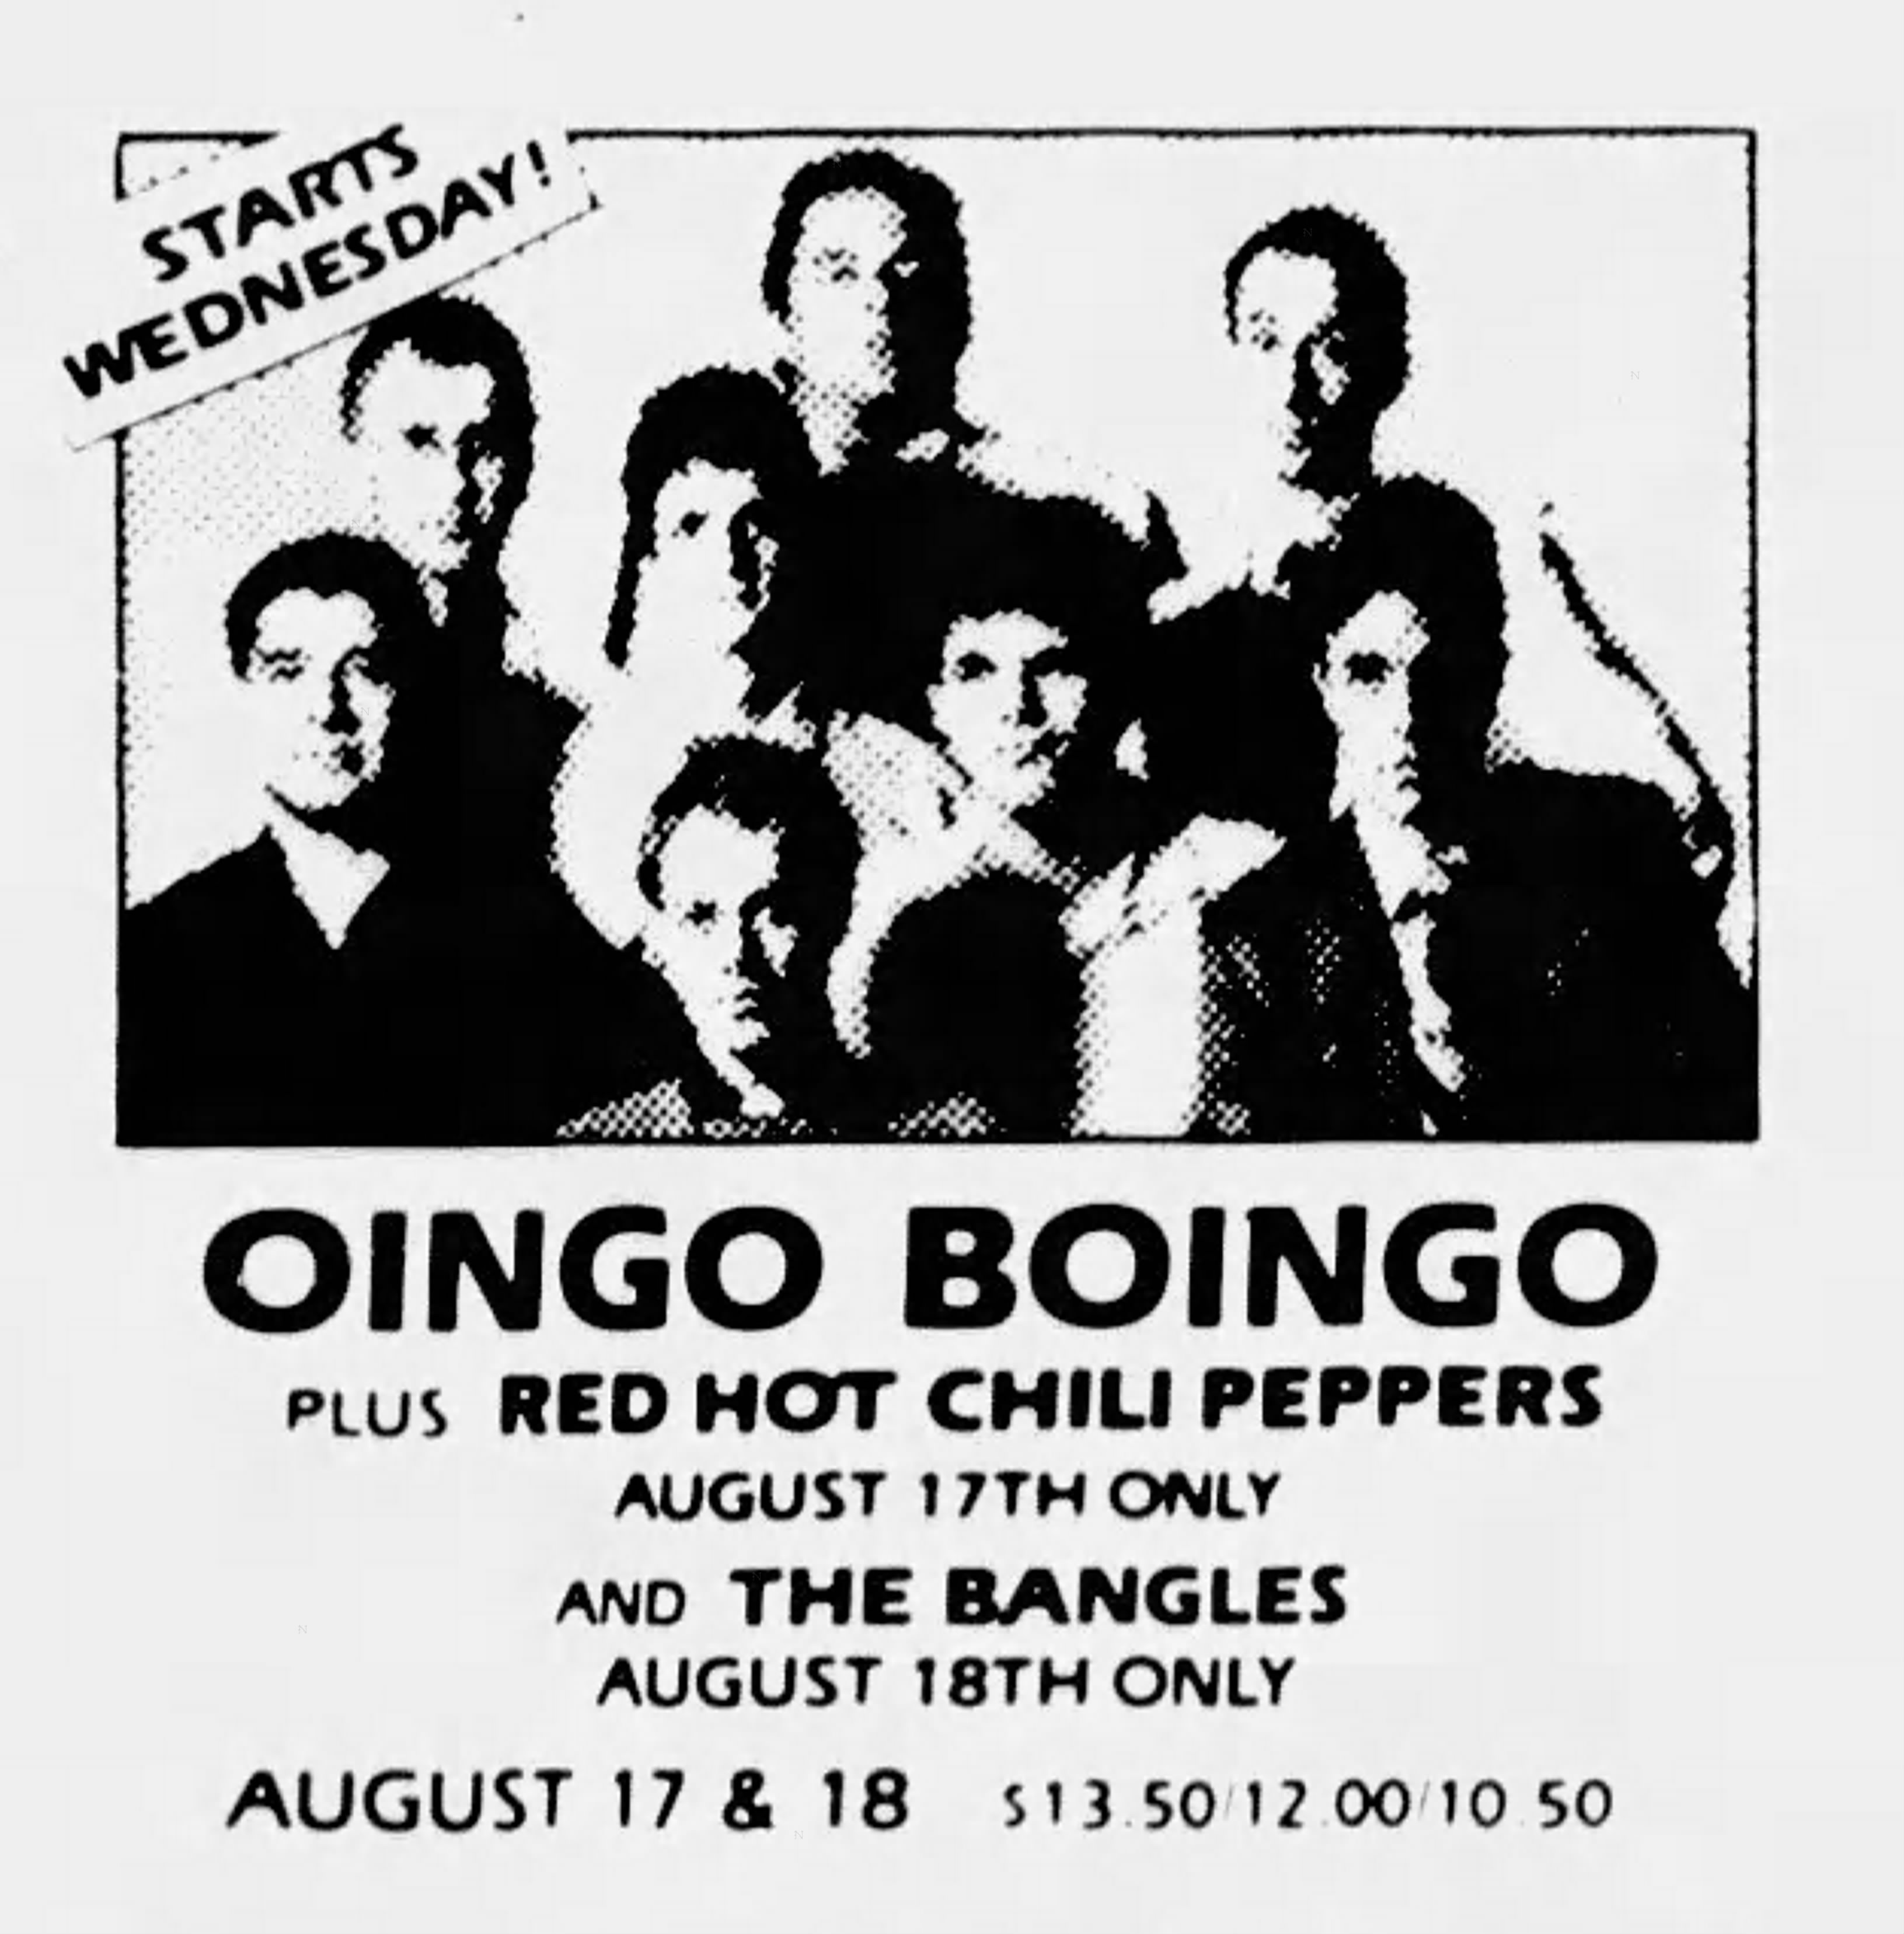 STARTS
WEDNESDAY!
OINGO BOINGO
PLUS RED HOT CHILI PEPPERS
AUGUST 17TH ONLY
AND THE BANGLES
AUGUST 18TH ONLY
AUGUST 17 & 18 $13.50/12.00/10.50